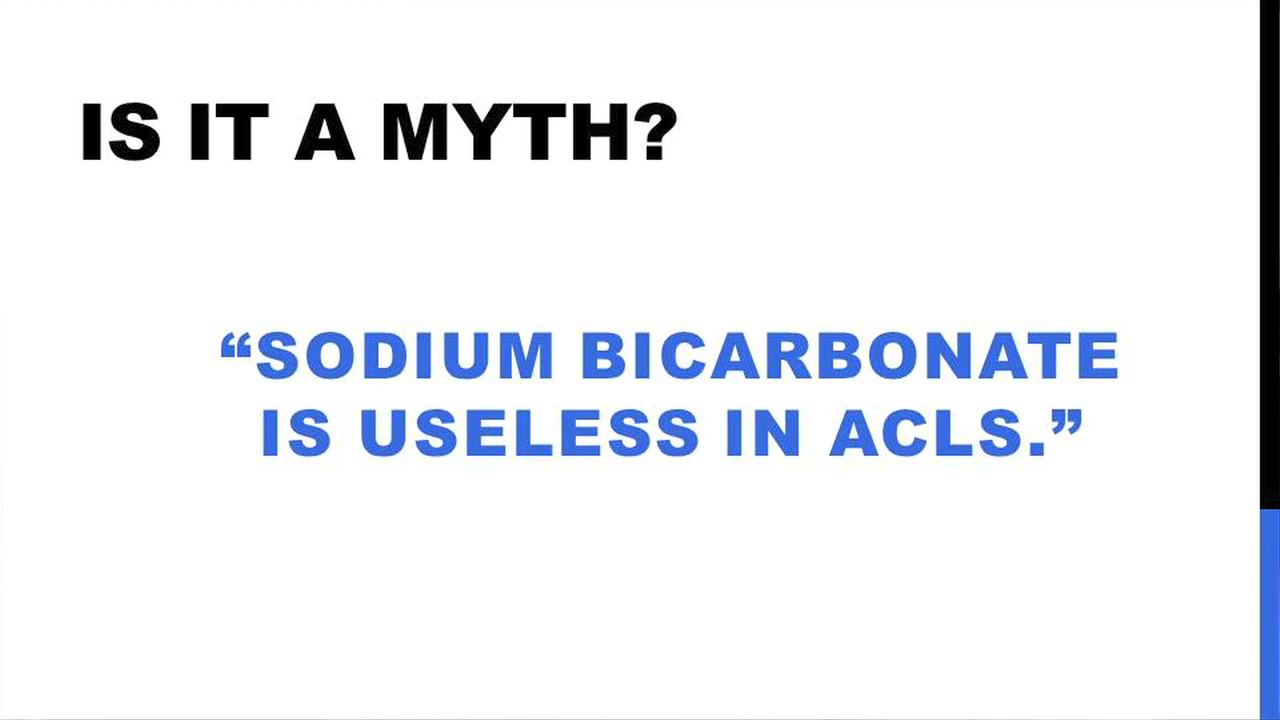 IS IT A MYTH?
“SODIUM BICARBONATE
IS USELESS IN ACLS.”